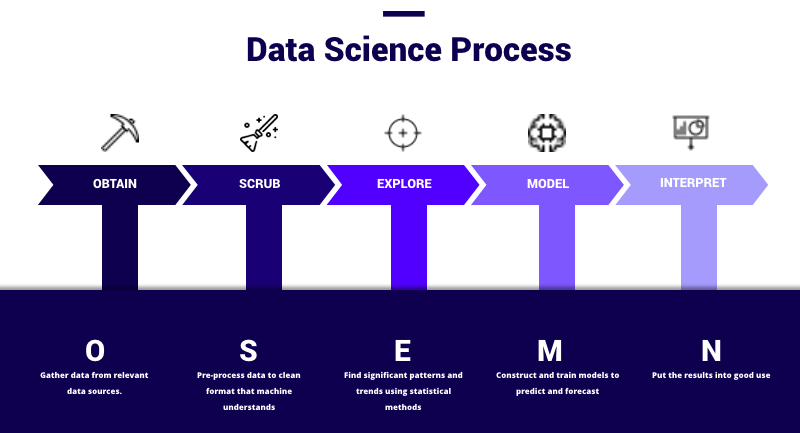 Data Science Process
OBTAIN
SCRUB
EXPLORE
MODEL
INTERPRET
O
Gather data from relevant
data sources.
S
Pre-process data to clean
format that machine
understands
E
Find significant patterns and
trends using statistical
methods
M
Construct and train models to
predict and forecast
N
Put the results into good use